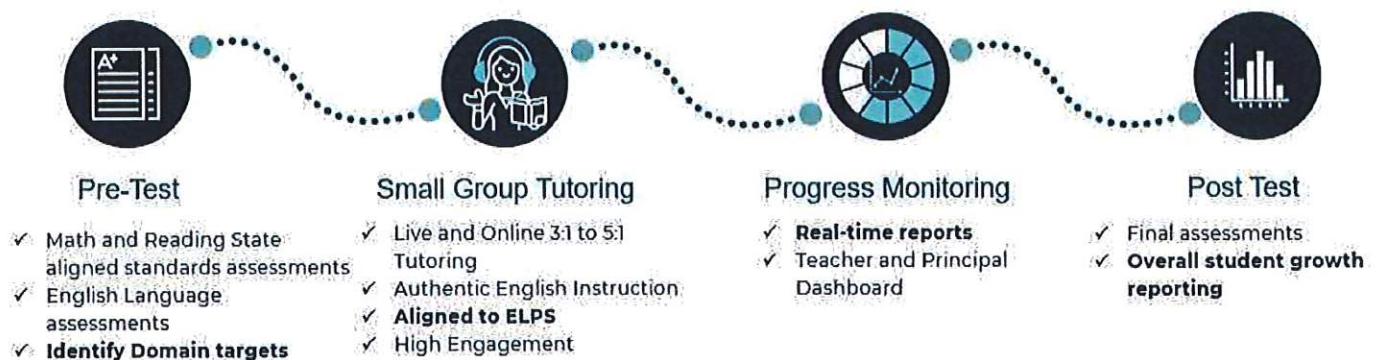 A+
Pre-Test
✓ Math and Reading State
aligned standards assessments
✓ English Language
assessments
✓ Identify Domain targets
Small Group Tutoring
✓ Live and Online 3:1 to 5:1
Tutoring
✓ Authentic English Instruction
✓ Aligned to ELPS
✓ High Engagement
Progress Monitoring
✓ Real-time reports
✓ Teacher and Principal
Dashboard
Post Test
✓ Final assessments
✓ Overall student growth
reporting